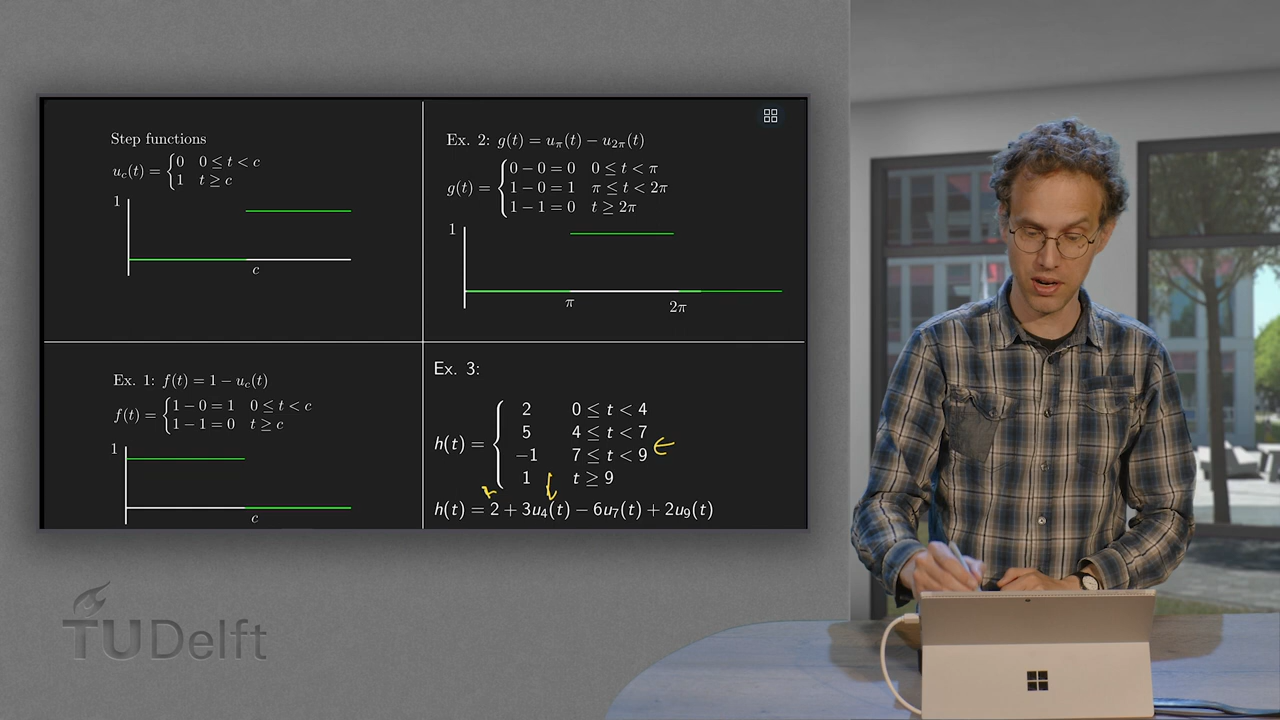 Step functions
u_c(t) = { 0 0 ≤ t < c
1 t ≥ c
1
c
Ex. 1: f(t) = 1 − u_c(t)
f(t) = { 1 − 0 = 1 0 ≤ t < c
1 − 1 = 0 t ≥ c
1
c
Ex. 2: g(t) = u_π(t) − u_2π(t)
g(t) = { 0 − 0 = 0 0 ≤ t < π
1 − 0 = 1 π ≤ t < 2π
1 − 1 = 0 t ≥ 2π
1
π
2π
Ex. 3:
h(t) = { 2 0 ≤ t < 4
5 4 ≤ t < 7
−1 7 ≤ t < 9
1 t ≥ 9
h(t) = 2 + 3u_4(t) − 6u_7(t) + 2u_9(t)
TUDelft